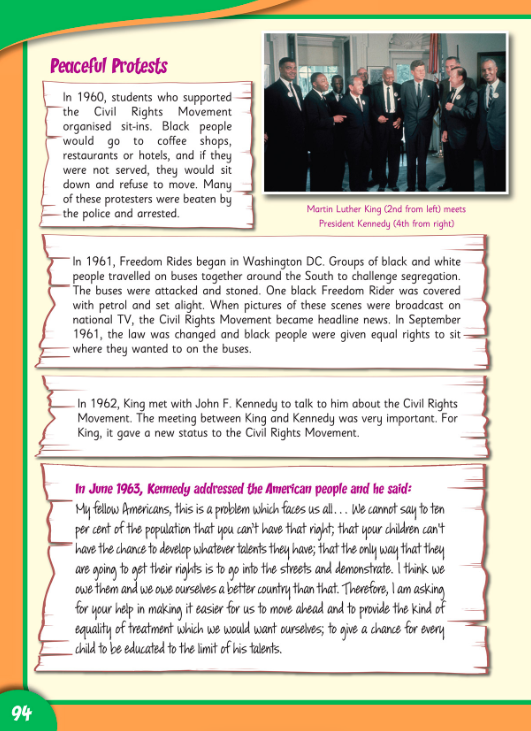 Peaceful Protests
In 1960, students who supported
the Civil Rights Movement
organised sit-ins. Black people
would go to coffee shops,
restaurants or hotels, and if they
were not served, they would sit
down and refuse to move. Many
of these protesters were beaten by
the police and arrested.
Martin Luther King (2nd from left) meets
President Kennedy (4th from right)
In 1961, Freedom Rides began in Washington DC. Groups of black and white
people travelled on buses together around the South to challenge segregation.
The buses were attacked and stoned. One black Freedom Rider was covered
with petrol and set alight. When pictures of these scenes were broadcast on
national TV, the Civil Rights Movement became headline news. In September
1961, the law was changed and black people were given equal rights to sit
where they wanted to on the buses.
In 1962, King met with John F. Kennedy to talk to him about the Civil Rights
Movement. The meeting between King and Kennedy was very important. For
King, it gave a new status to the Civil Rights Movement.
In June 1963, Kennedy addressed the American people and he said:
My fellow Americans, this is a problem which faces us all... We cannot say to ten
per cent of the population that you can't have that right; that your children can't
have the chance to develop whatever talents they have; that the only way that they
are going to get their rights is to go into the streets and demonstrate. I think we
owe them and we owe ourselves a better country than that. Therefore, I am asking
for your help in making it easier for us to move ahead and to provide the kind of
equality of treatment which we would want ourselves; to give a chance for every
child to be educated to the limit of his talents.
94